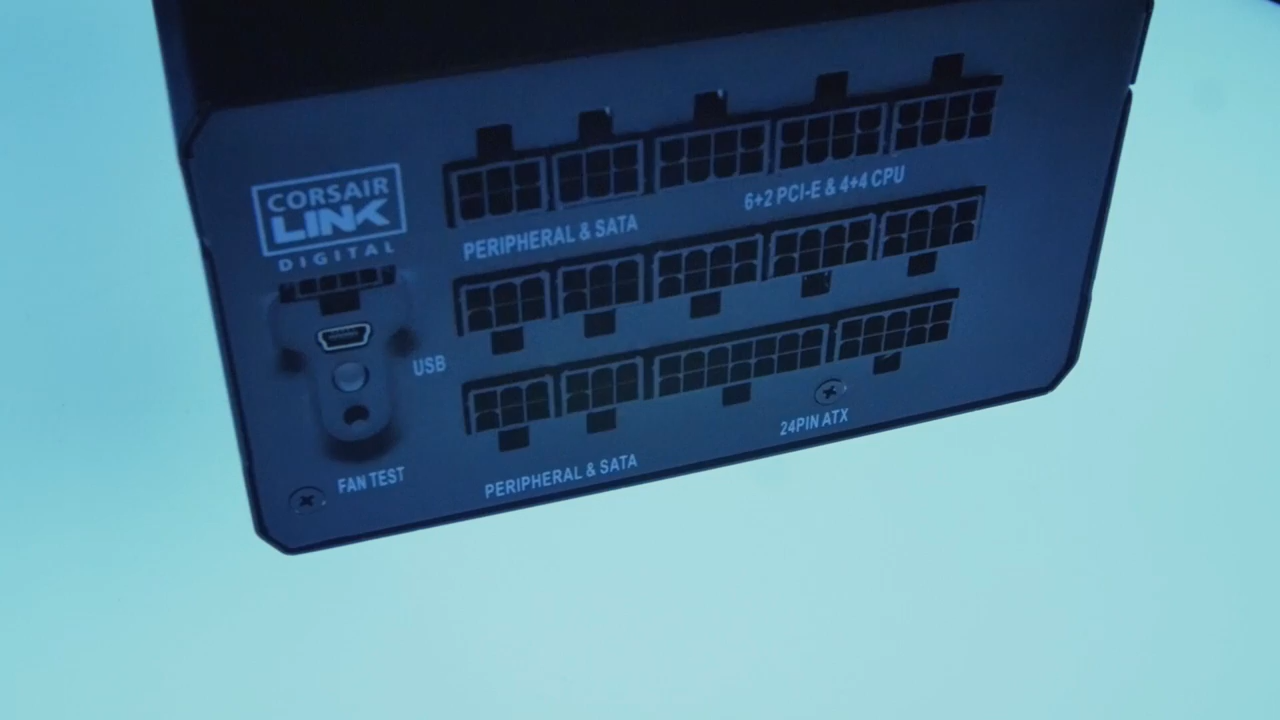 CORSAIR
LINK
DIGITAL
PERIPHERAL & SATA
6+2 PCI-E & 4+4 CPU
USB
FAN TEST
PERIPHERAL & SATA
24PIN ATX